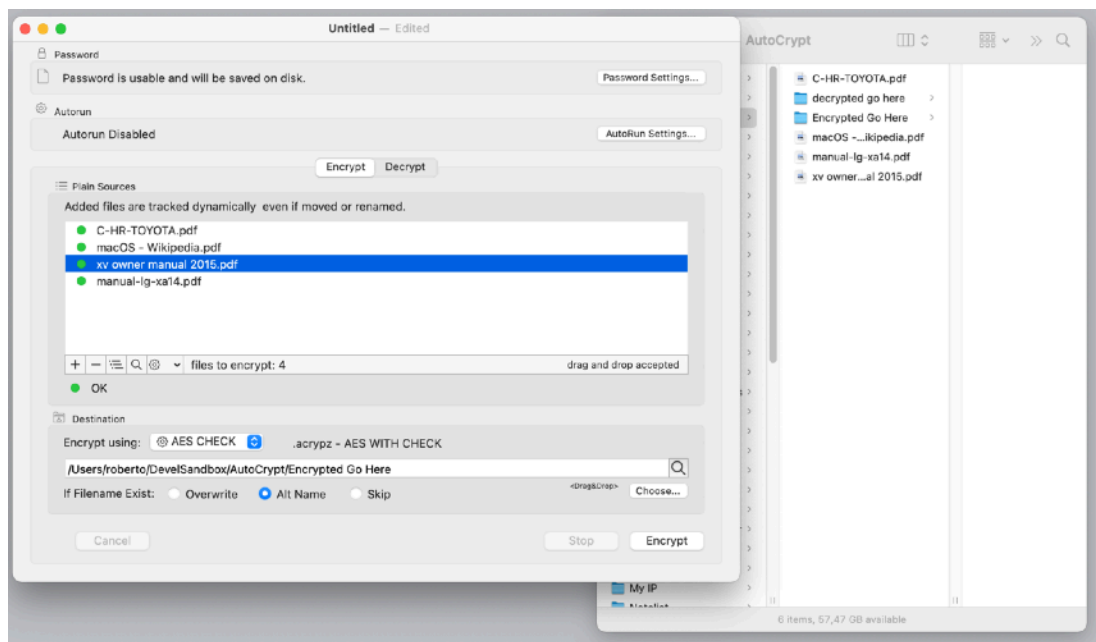 Untitled — Edited
Password
Password is usable and will be saved on disk.
Password Settings...
Autorun
Autorun Disabled
AutoRun Settings...
Encrypt Decrypt
Plain Sources
Added files are tracked dynamically even if moved or renamed.
C-HR-TOYOTA.pdf
macOS - Wikipedia.pdf
xv owner manual 2015.pdf
manual-lg-xa14.pdf
files to encrypt: 4
drag and drop accepted
OK
Destination
Encrypt using: AES CHECK .acrypz - AES WITH CHECK
/Users/roberto/DevelSandbox/AutoCrypt/Encrypted Go Here
If Filename Exist: Overwrite Alt Name Skip
<Drag&Drop>
Choose...
Cancel Stop Encrypt
AutoCrypt
C-HR-TOYOTA.pdf
decrypted go here
Encrypted Go Here
macOS -...ikipedia.pdf
manual-lg-xa14.pdf
xv owner...al 2015.pdf
My IP
6 items, 57,47 GB available